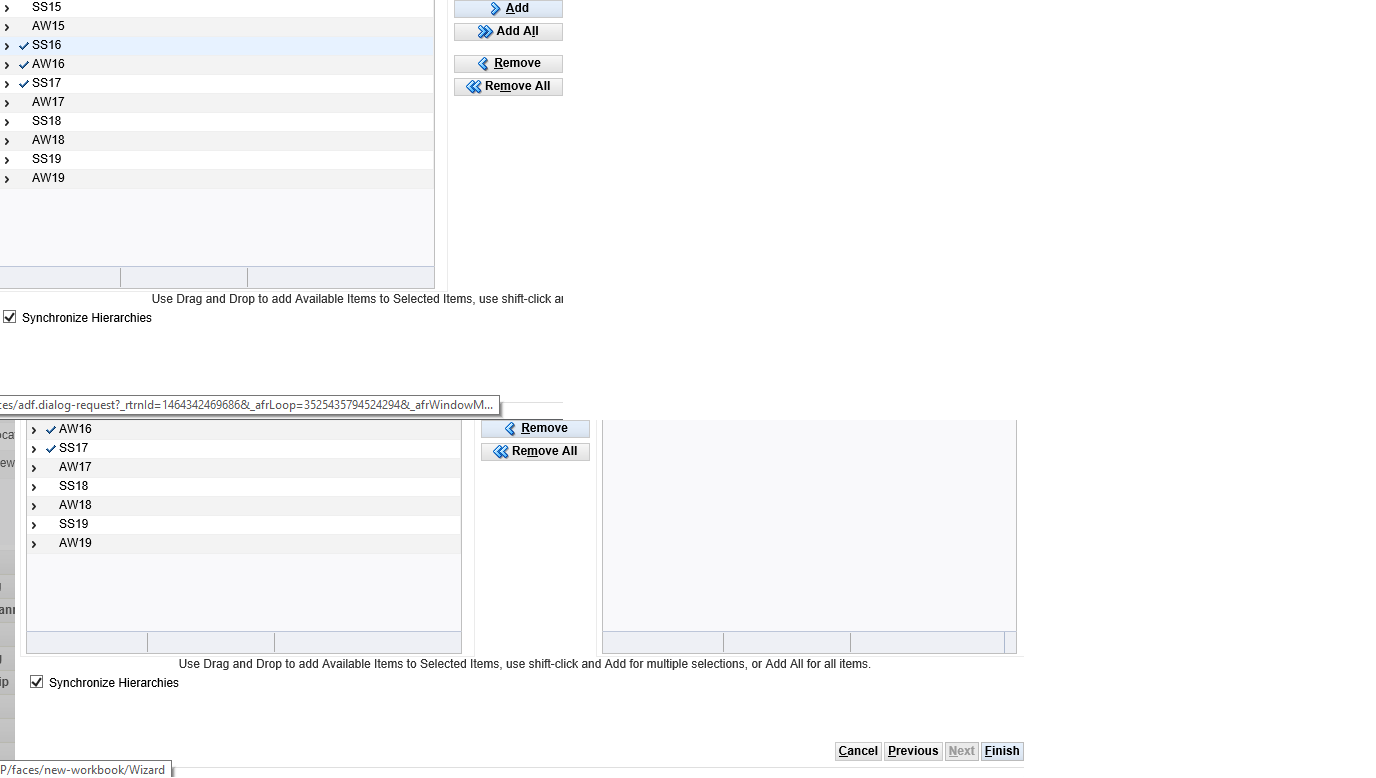 SS15
Add
AW15
Add All
SS16
AW16
Remove
SS17
Remove All
AW17
SS18
AW18
SS19
AW19
Use Drag and Drop to add Available Items to Selected Items, use shift-click
Synchronize Hierarchies
ces/adf.dialog-request?_rtrnId=1464342469686&_afrLoop=3525435794524294&_afrWindowM...
AW16
Remove
SS17
Remove All
AW17
SS18
AW18
SS19
AW19
Use Drag and Drop to add Available Items to Selected Items, use shift-click and Add for multiple selections, or Add All for all items.
Synchronize Hierarchies
Cancel Previous Next Finish
P/faces/new-workbook/Wizard